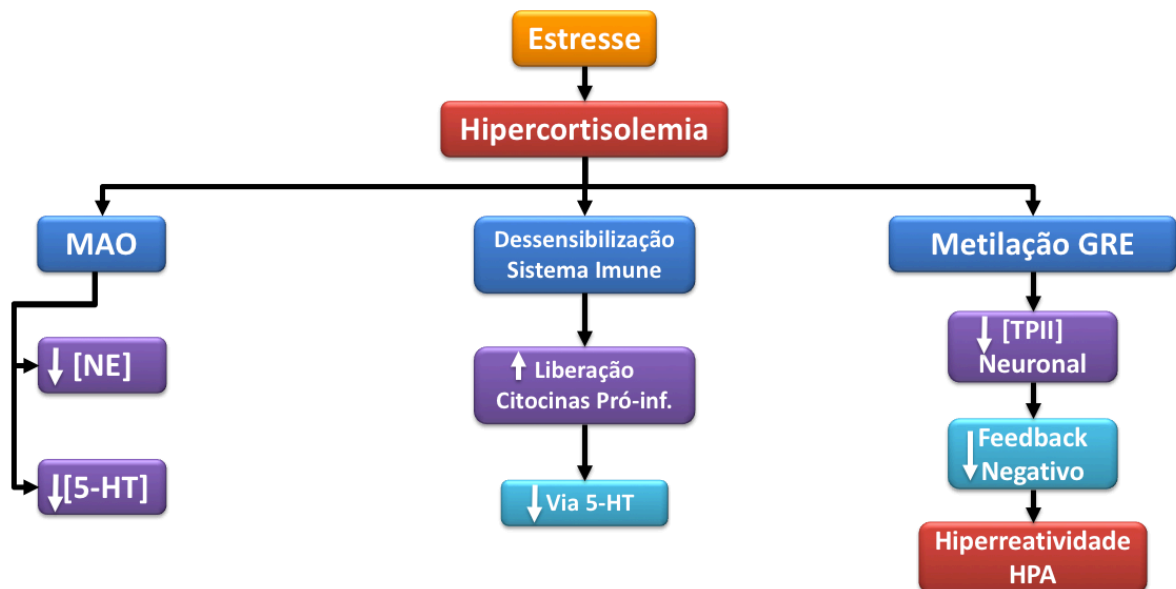 Estresse
Hipercortisolemia
MAO
↓ [NE]
↓ [5-HT]
Dessensibilização
Sistema Imune
↑ Liberação
Citocinas Pró-inf.
↓ Via 5-HT
Metilação GRE
↓ [TPII]
Neuronal
↓ Feedback
Negativo
Hiperreatividade
HPA